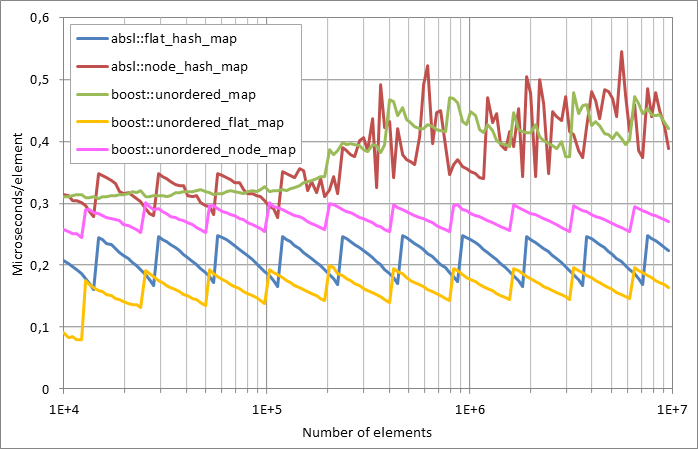 0,6
absl::flat_hash_map
absl::node_hash_map
boost::unordered_map
boost::unordered_flat_map
boost::unordered_node_map
0,5
0,4
0,3
0,2
0,1
0
Microseconds/element
1E+4 1E+5 1E+6 1E+7
Number of elements